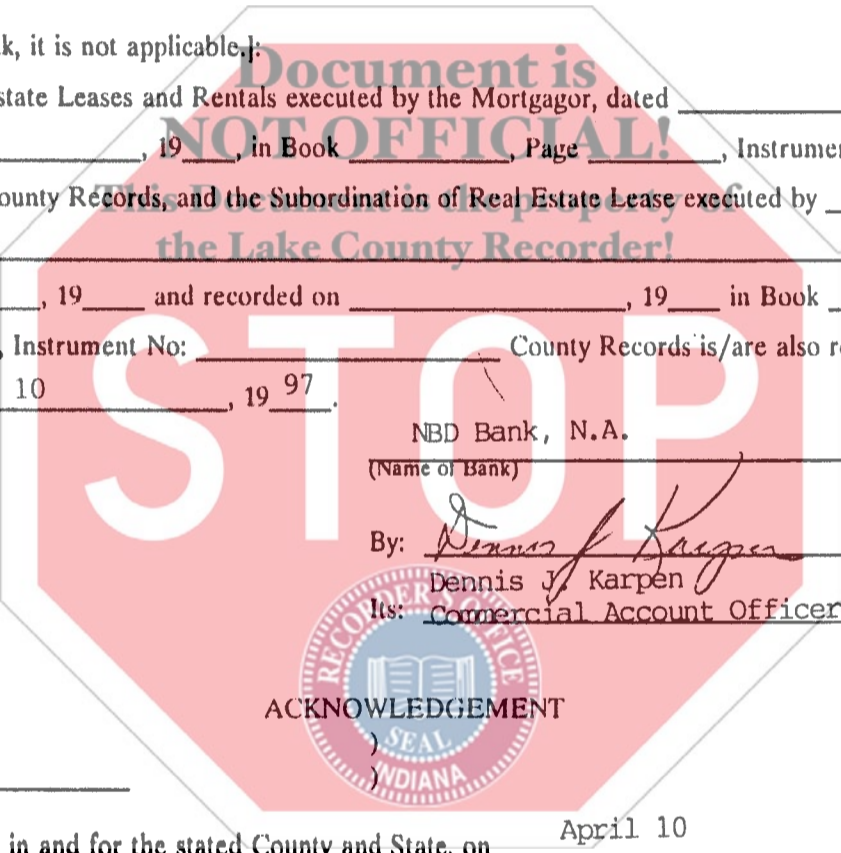 k, it is not applicable.]:
Document is
state Leases and Rentals executed by the Mortgagor, dated
NOT OFFICIAL!
, 19 , in Book , Page , Instrumen
This Document is the property of
ounty Records, and the Subordination of Real Estate Lease executed by
the Lake County Recorder!
, 19 and recorded on , 19 in Book
, Instrument No: County Records is/are also re
10 , 19 97.
STOP
NBD Bank, N.A.
(Name of Bank)
By: Dennis J Karpen
Dennis J. Karpen
Its: Commercial Account Officer
RECORDER'S OFFICE
ACKNOWLEDGEMENT
)
SEAL
)
INDIANA
April 10
in and for the stated County and State, on